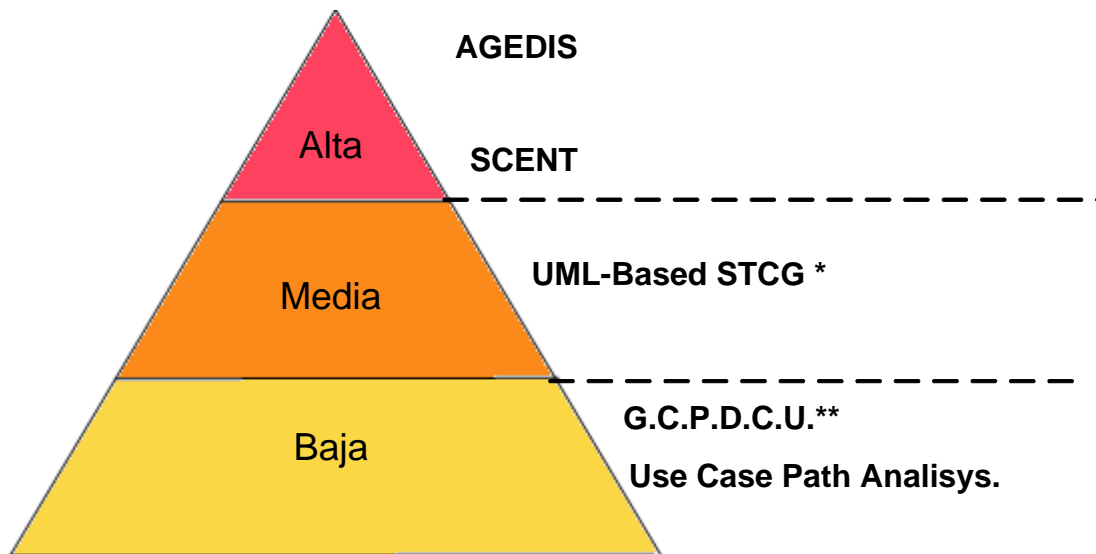 AGEDIS
Alta
SCENT
UML-Based STCG *
Media
G.C.P.D.C.U.**
Baja
Use Case Path Analisys.